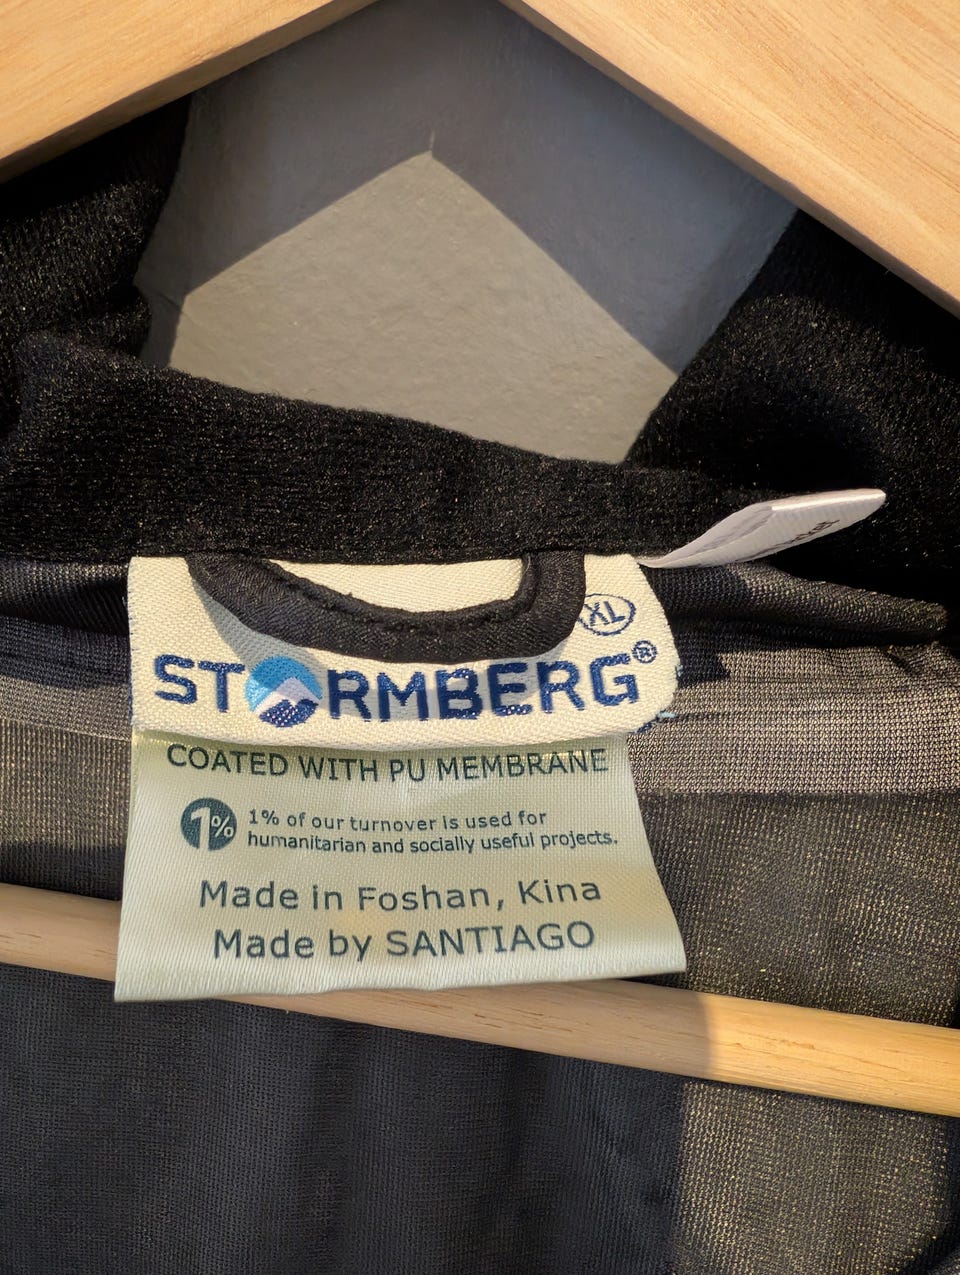 XL
STORMBERG®
COATED WITH PU MEMBRANE
1% 1% of our turnover is used for
humanitarian and socially useful projects.
Made in Foshan, Kina
Made by SANTIAGO